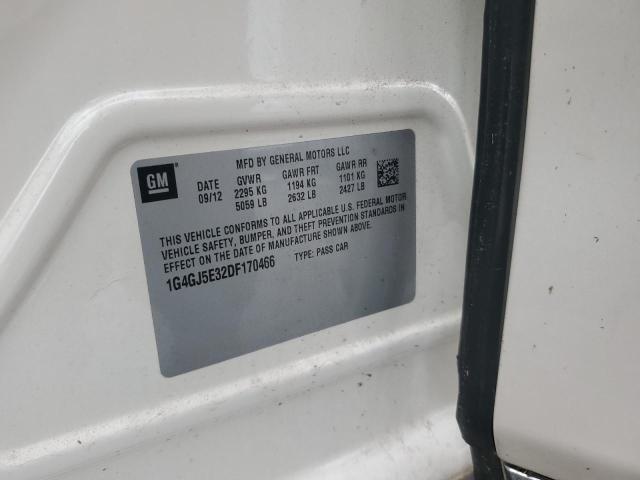 MFD BY GENERAL MOTORS LLC
GM
DATE GVWR GAWR FRT GAWR RR
09/12 2295 KG 1194 KG 1101 KG
5059 LB 2632 LB 2427 LB
THIS VEHICLE CONFORMS TO ALL APPLICABLE U.S. FEDERAL MOTOR
VEHICLE SAFETY, BUMPER, AND THEFT PREVENTION STANDARDS IN
EFFECT ON THE DATE OF MANUFACTURE SHOWN ABOVE.
1G4GJ5E32DF170466 TYPE: PASS CAR